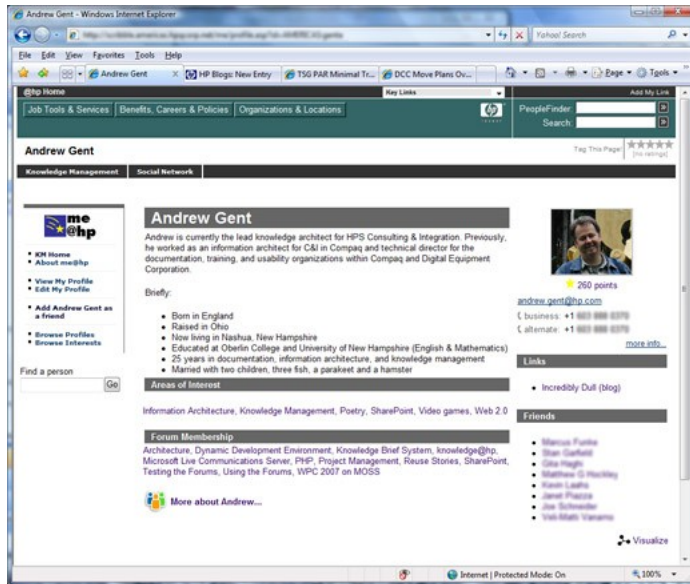 Andrew Gent - Windows Internet Explorer
Yahoo! Search
File Edit View Favorites Tools Help
Andrew Gent
HP Blogs: New Entry
TSG PAR Minimal Tr...
DCC Move Plans Ov...
Page
Tools
@hp Home
Key Links
Add My Link
Job Tools & Services
Benefits, Careers & Policies
Organizations & Locations
hp
invent
PeopleFinder:
Search:
Andrew Gent
Tag This Page!
[no ratings]
Knowledge Management
Social Network
me
@hp
KM Home
About me@hp
View My Profile
Edit My Profile
Add Andrew Gent as
a friend
Browse Profiles
Browse Interests
Find a person
Go
Andrew Gent
Andrew is currently the lead knowledge architect for HPS Consulting & Integration. Previously,
he worked as an information architect for C&I in Compaq and technical director for the
documentation, training, and usability organizations within Compaq and Digital Equipment
Corporation.
Briefly:
Born in England
Raised in Ohio
Now living in Nashua, New Hampshire
Educated at Oberlin College and University of New Hampshire (English & Mathematics)
25 years in documentation, information architecture, and knowledge management
Married with two children, three fish, a parakeet and a hamster
Areas of Interest
Information Architecture, Knowledge Management, Poetry, SharePoint, Video games, Web 2.0
Forum Membership
Architecture, Dynamic Development Environment, Knowledge Brief System, knowledge@hp,
Microsoft Live Communications Server, PHP, Project Management, Reuse Stories, SharePoint,
Testing the Forums, Using the Forums, WPC 2007 on MOSS
More about Andrew...
260 points
andrew.gent@hp.com
business: +1
alternate: +1
more info...
Links
Incredibly Dull (blog)
Friends
Visualize
Internet | Protected Mode: On
100%